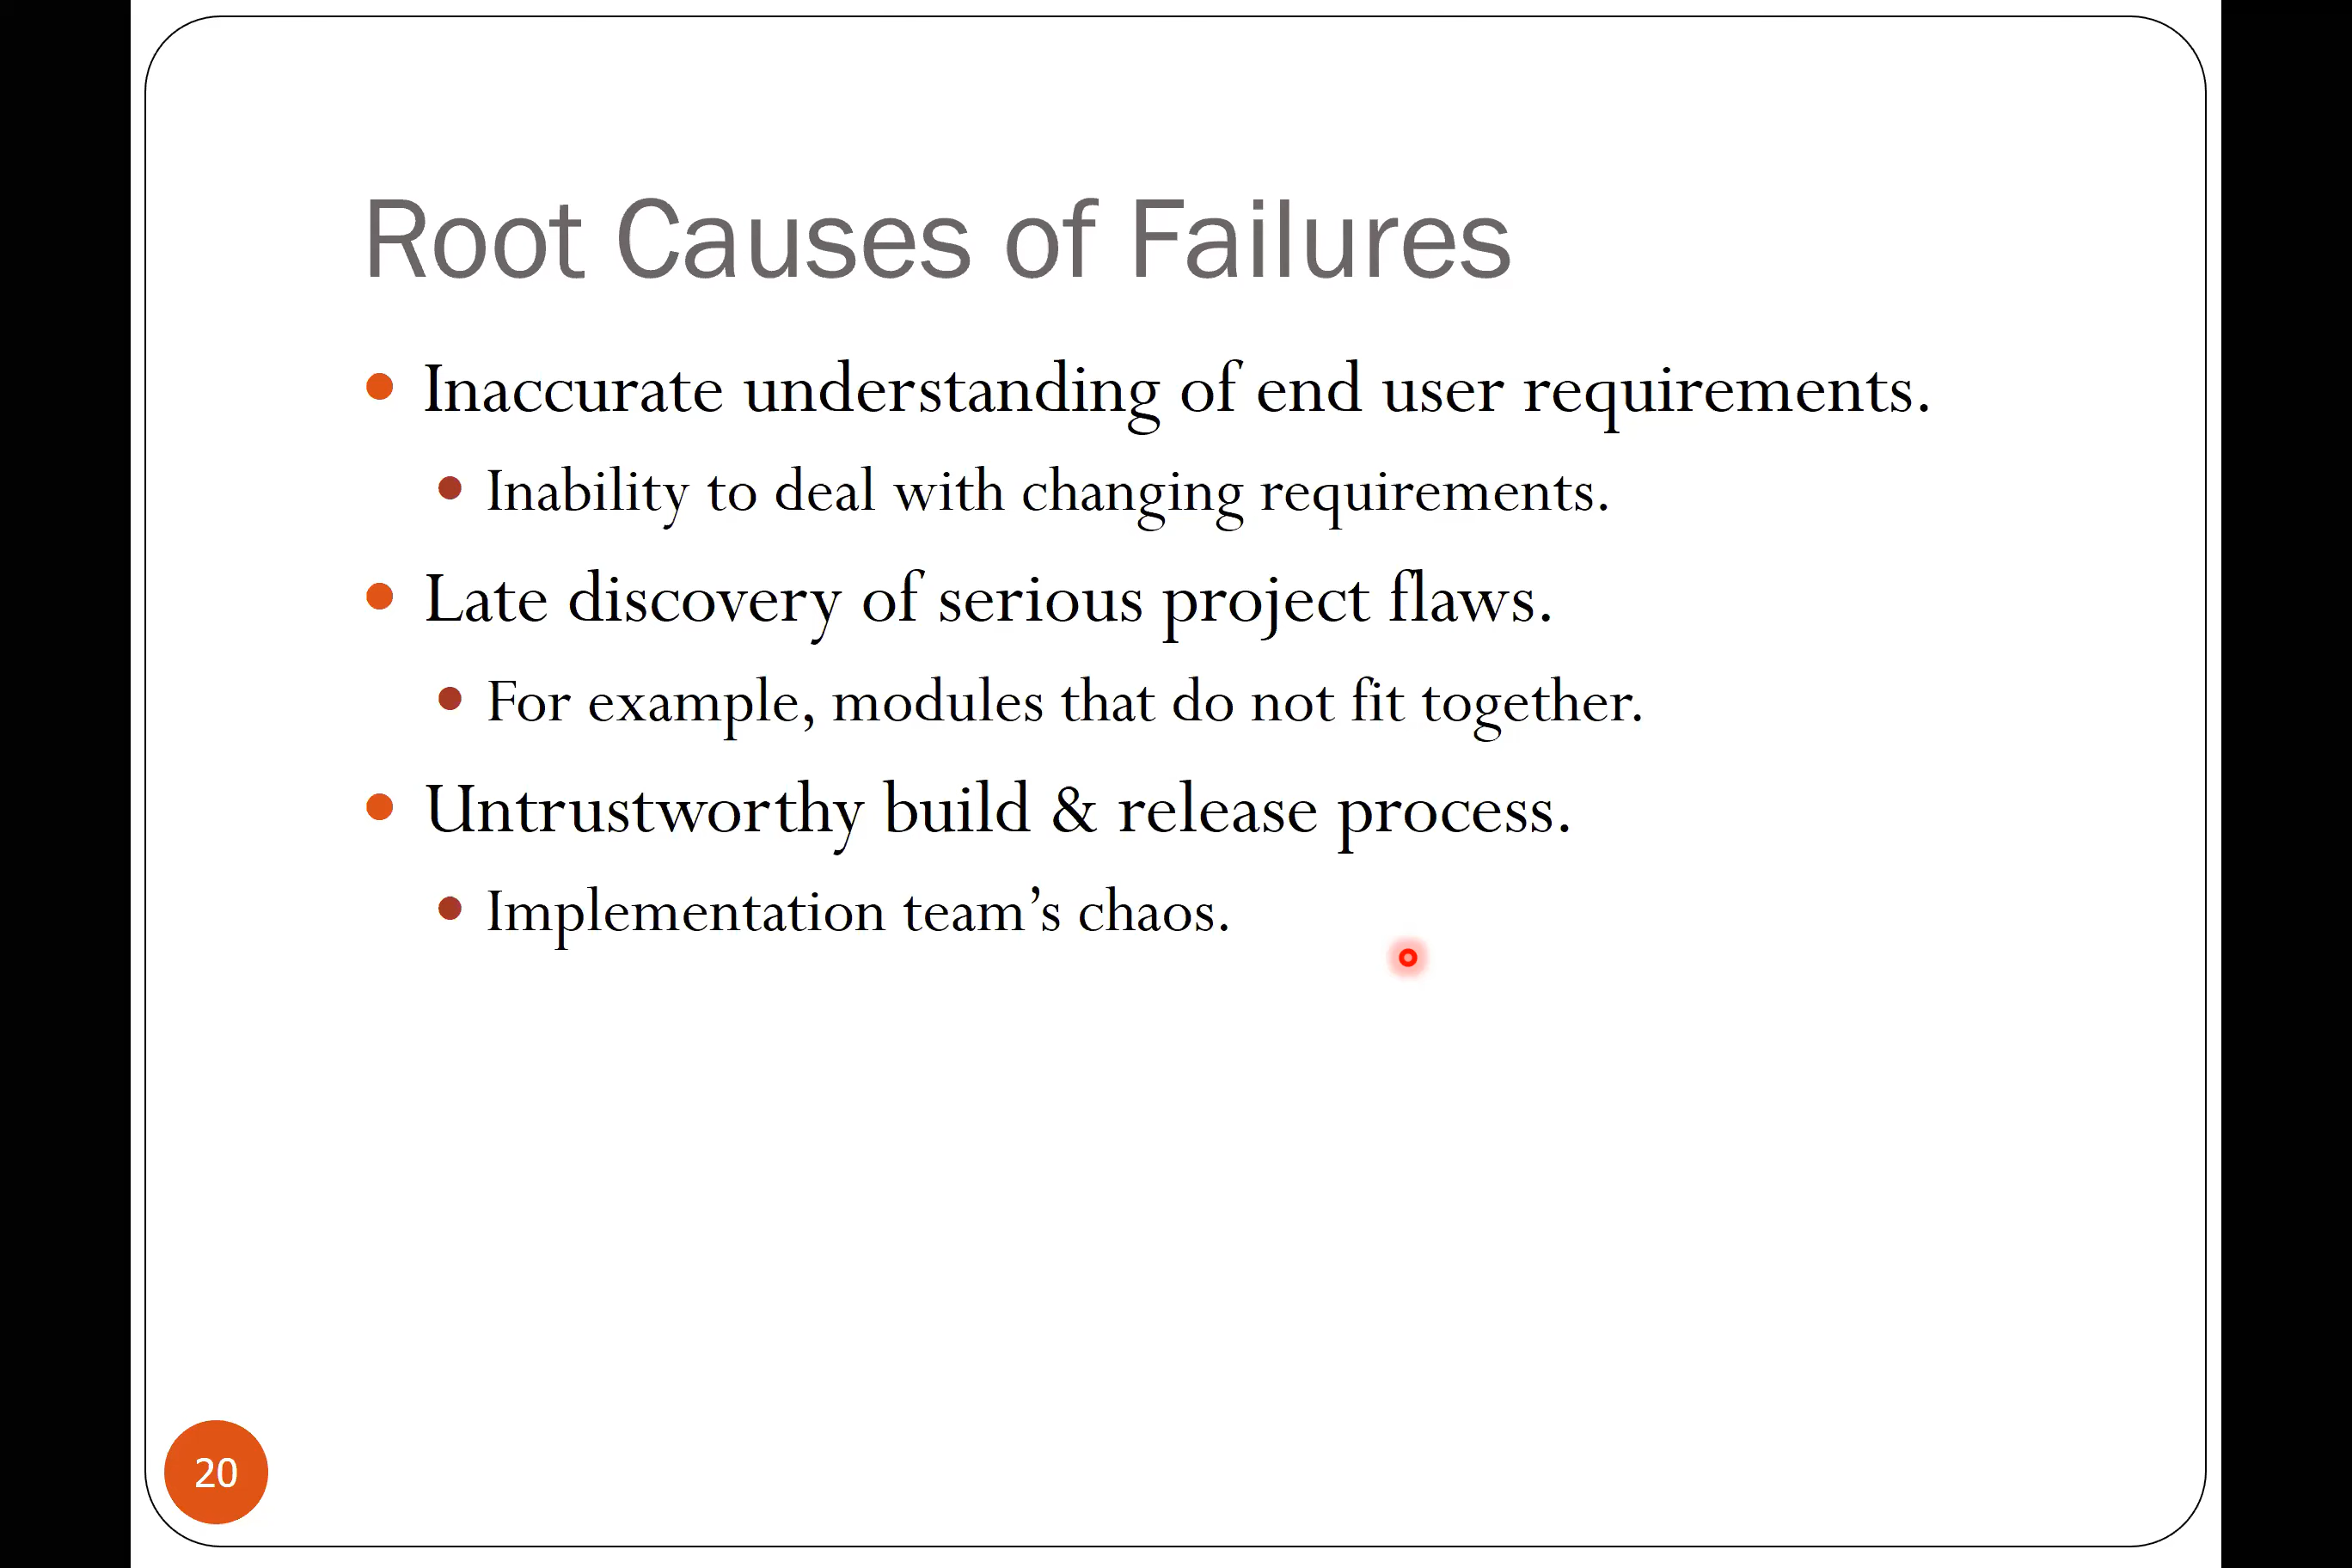 Root Causes of Failures
Inaccurate understanding of end user requirements.
Inability to deal with changing requirements.
Late discovery of serious project flaws.
For example, modules that do not fit together.
Untrustworthy build & release process.
Implementation team’s chaos.
20